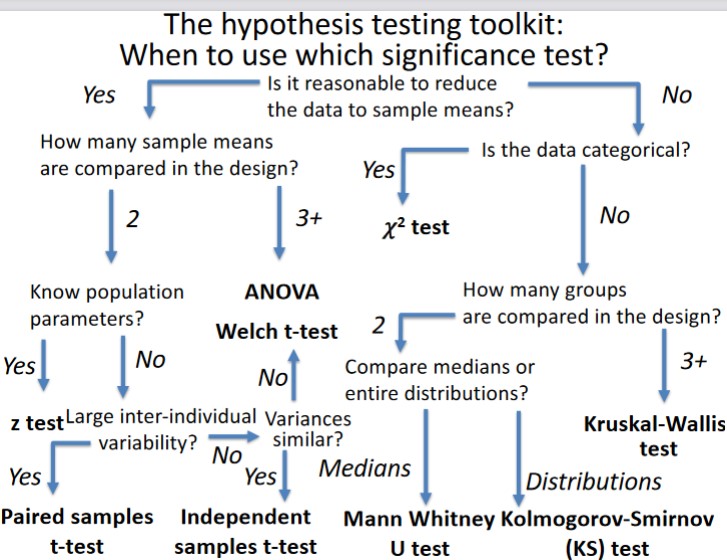 The hypothesis testing toolkit:
When to use which significance test?
Is it reasonable to reduce
the data to sample means?
Yes
No
How many sample means
are compared in the design?
Is the data categorical?
Yes
2
3+
χ² test
No
Know population
parameters?
ANOVA
How many groups
are compared in the design?
Welch t-test
2
Yes
No
No
Compare medians or
entire distributions?
3+
z test
Large inter-individual
variability?
Variances
similar?
Kruskal-Wallis
test
No
Yes
Yes
Medians
Distributions
Paired samples
t-test
Independent
samples t-test
Mann Whitney
U test
Kolmogorov-Smirnov
(KS) test